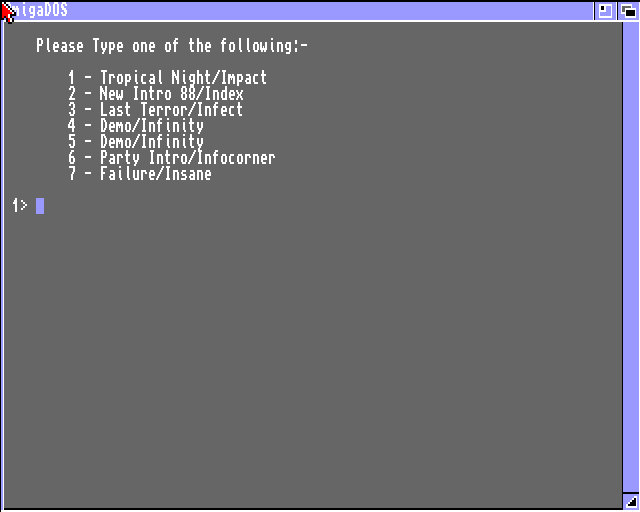 migaDOS
Please Type one of the following:-
1 - Tropical Night/Impact
2 - New Intro 88/Index
3 - Last Terror/Infect
4 - Demo/Infinity
5 - Demo/Infinity
6 - Party Intro/Infocorner
7 - Failure/Insane
1>